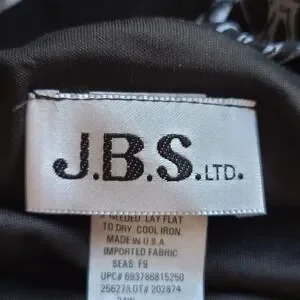 J.B.S.LTD.
NEEDED. LAY FLAT
TO DRY. COOL IRON.
MADE IN U.S.A
IMPORTED FABRIC
SEAS F9
UPC# 693786815250
25627/LOT# 202874